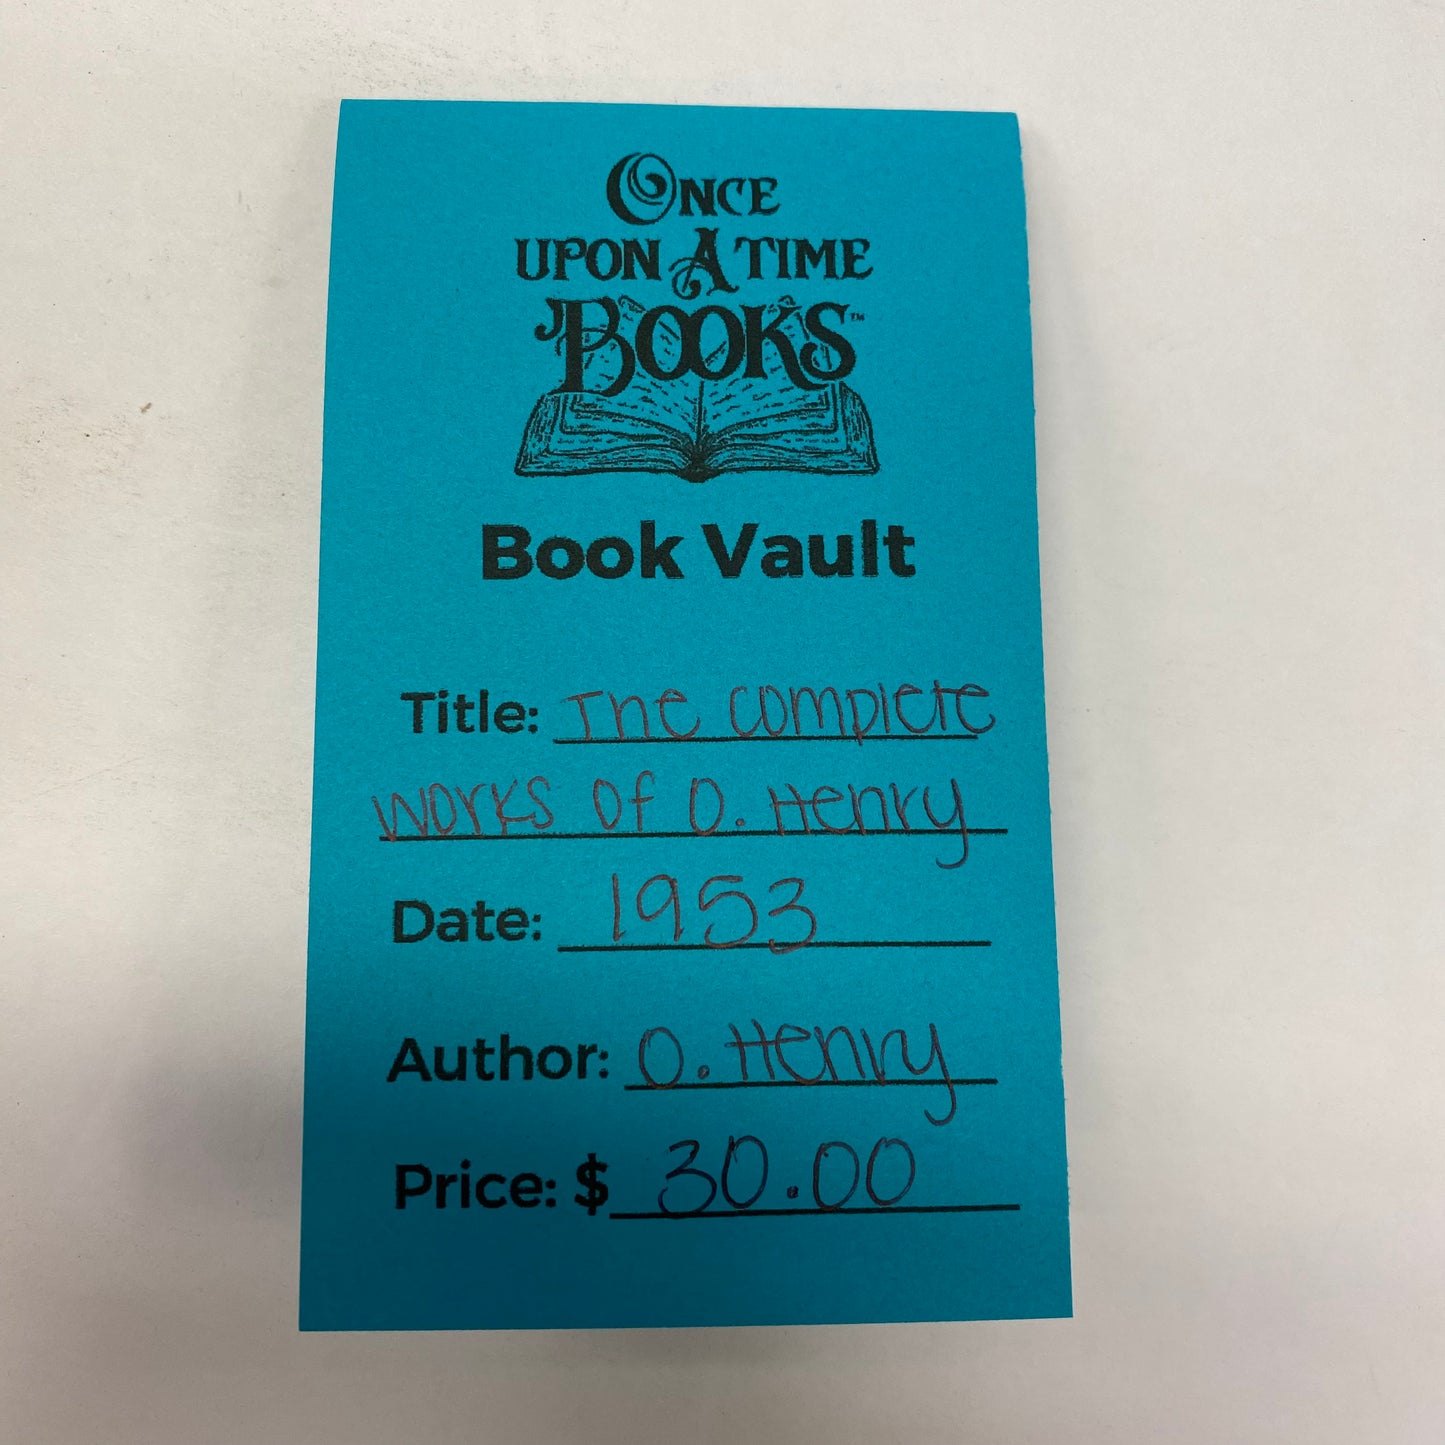 ONCE
UPON A TIME
BOOKS™
Book Vault
Title: The complete
works of O. Henry
Date: 1953
Author: O. Henry
Price: $ 30.00